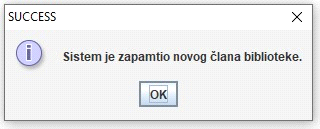 SUCCESS
Sistem je zapamtio novog člana biblioteke.
OK